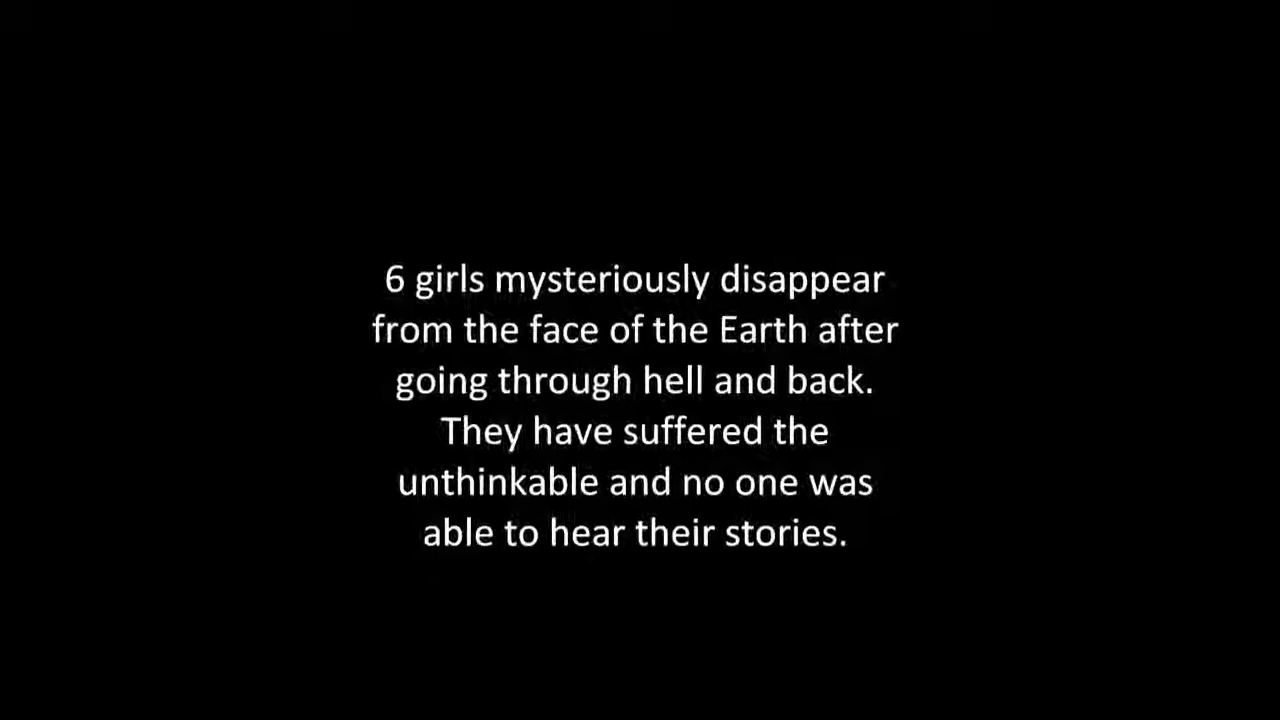 6 girls mysteriously disappear
from the face of the Earth after
going through hell and back.
They have suffered the
unthinkable and no one was
able to hear their stories.